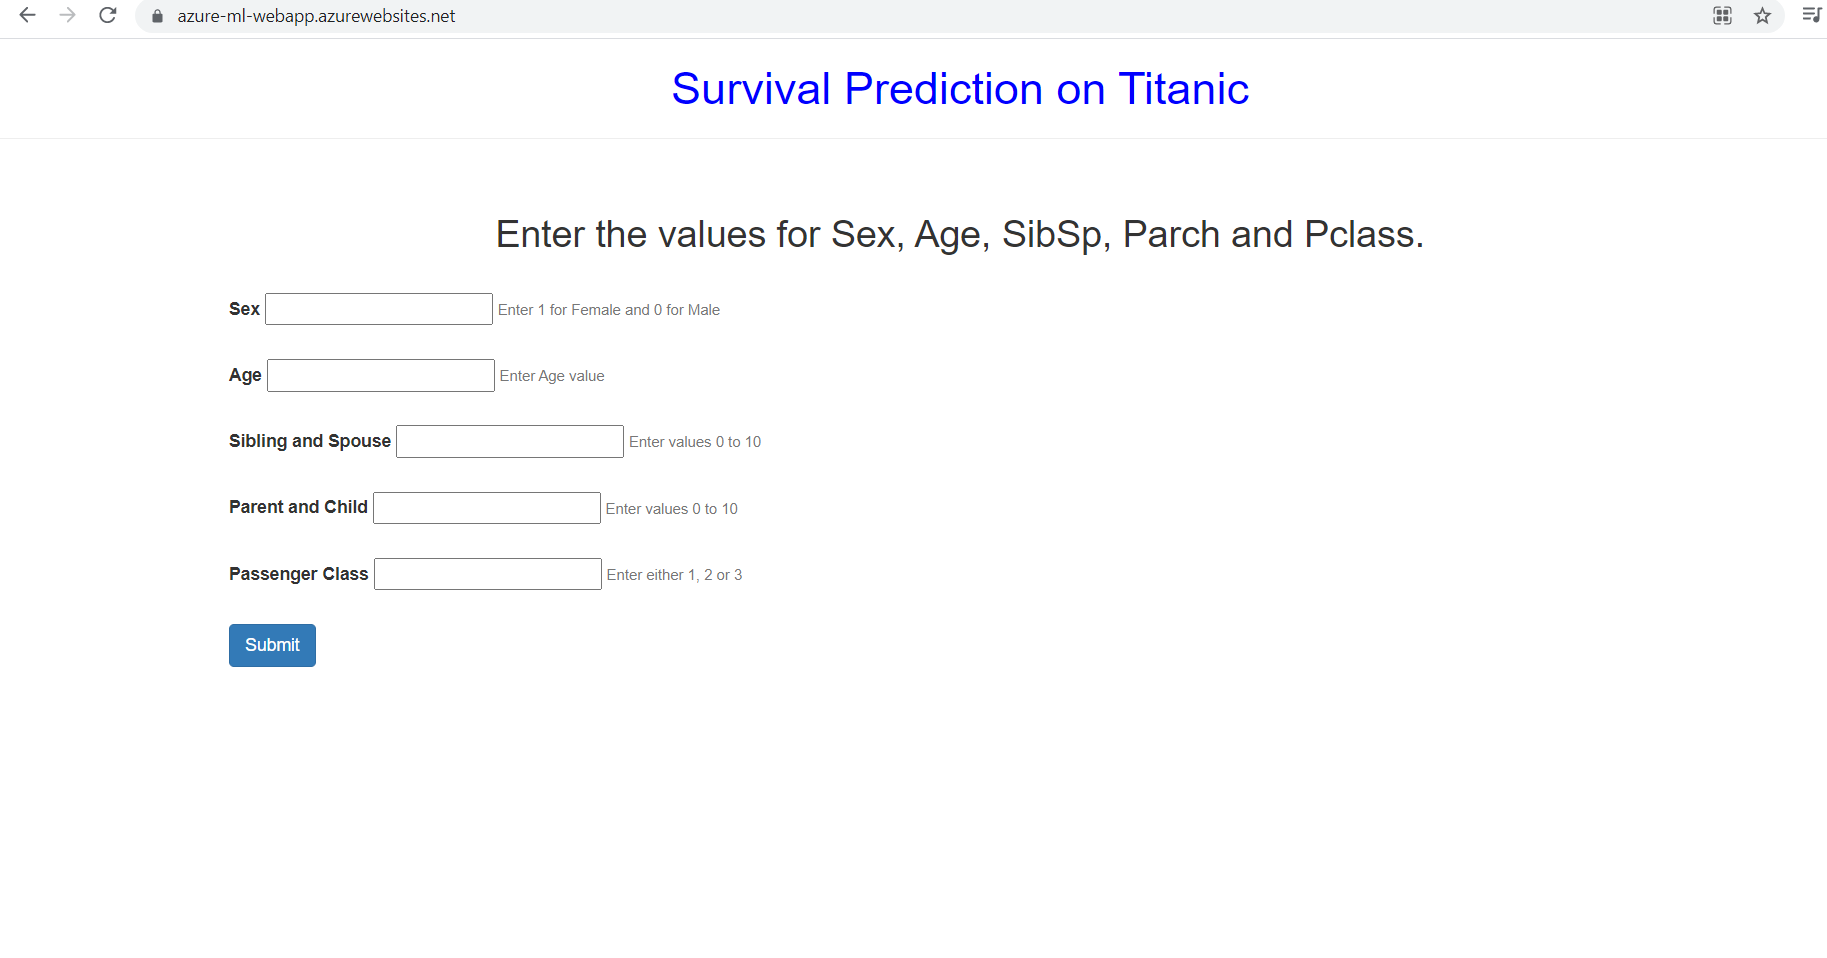 azure-ml-webapp.azurewebsites.net
Survival Prediction on Titanic
Enter the values for Sex, Age, SibSp, Parch and Pclass.
Sex Enter 1 for Female and 0 for Male
Age Enter Age value
Sibling and Spouse Enter values 0 to 10
Parent and Child Enter values 0 to 10
Passenger Class Enter either 1, 2 or 3
Submit